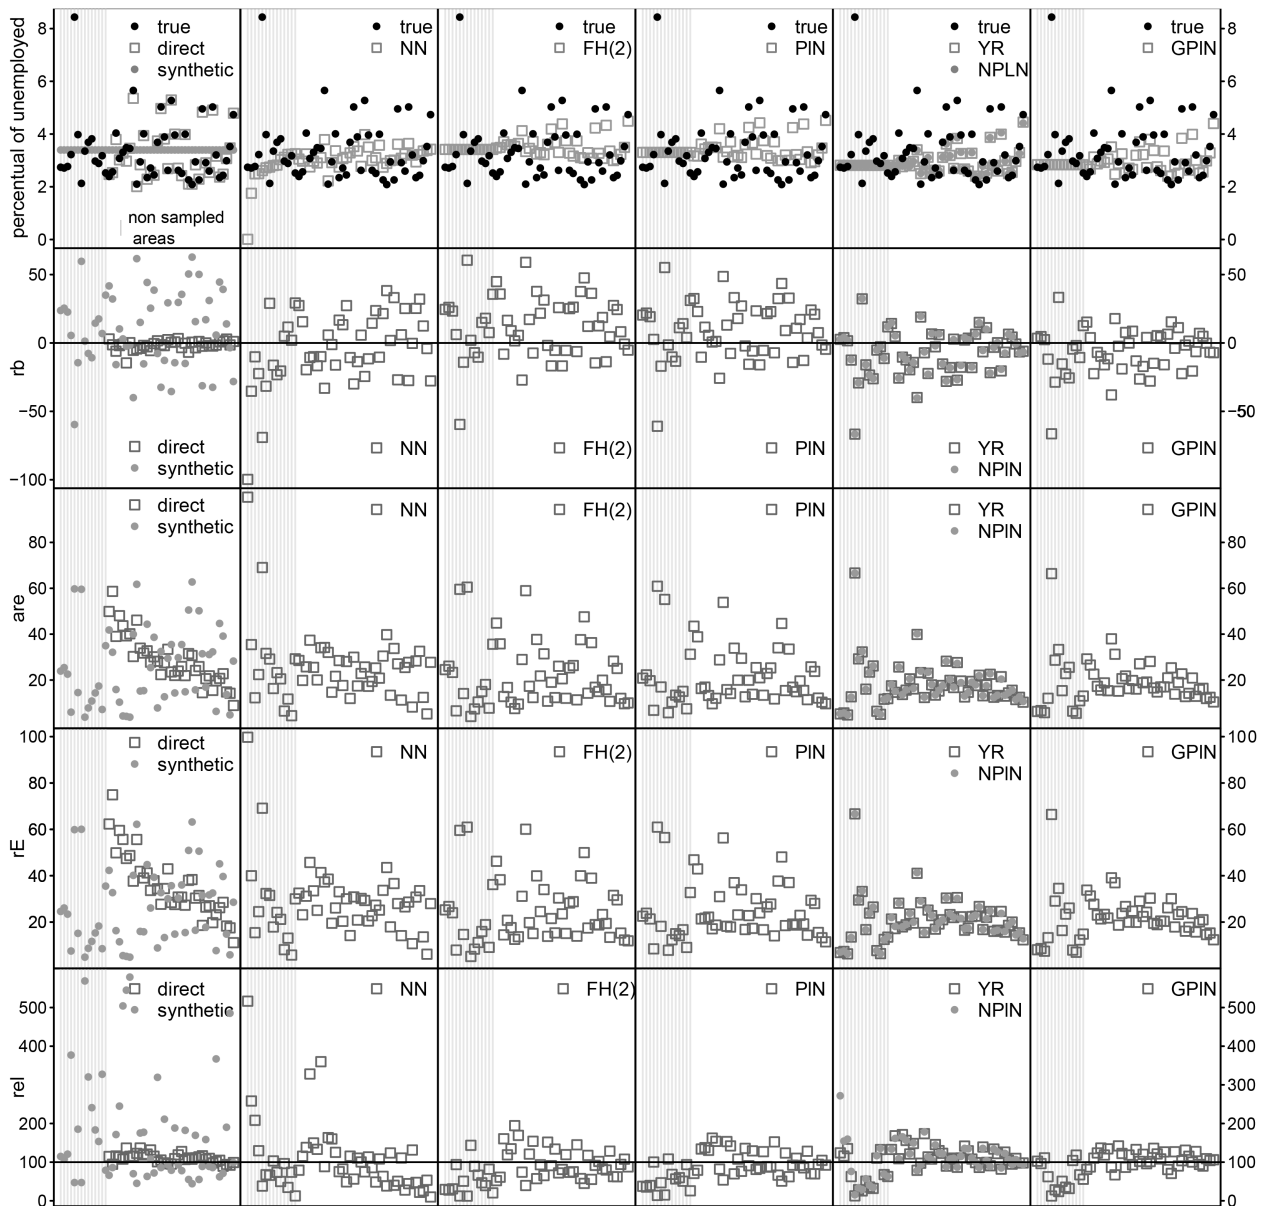 percentual of unemployed
8
6
4
2
0
true
direct
synthetic
non sampled
areas
true
NN
true
FH(2)
true
PIN
true
YR
NPLN
true
GPIN
8
6
4
2
0
rb
50
0
−50
−100
direct
synthetic
NN
FH(2)
PIN
YR
NPIN
GPIN
50
0
−50
are
80
60
40
20
direct
synthetic
NN
FH(2)
PIN
YR
NPIN
GPIN
80
60
40
20
rE
100
80
60
40
20
direct
synthetic
NN
FH(2)
PIN
YR
NPIN
GPIN
100
80
60
40
20
rel
500
400
200
100
0
direct
synthetic
NN
FH(2)
PIN
YR
NPIN
GPIN
500
400
300
200
100
0